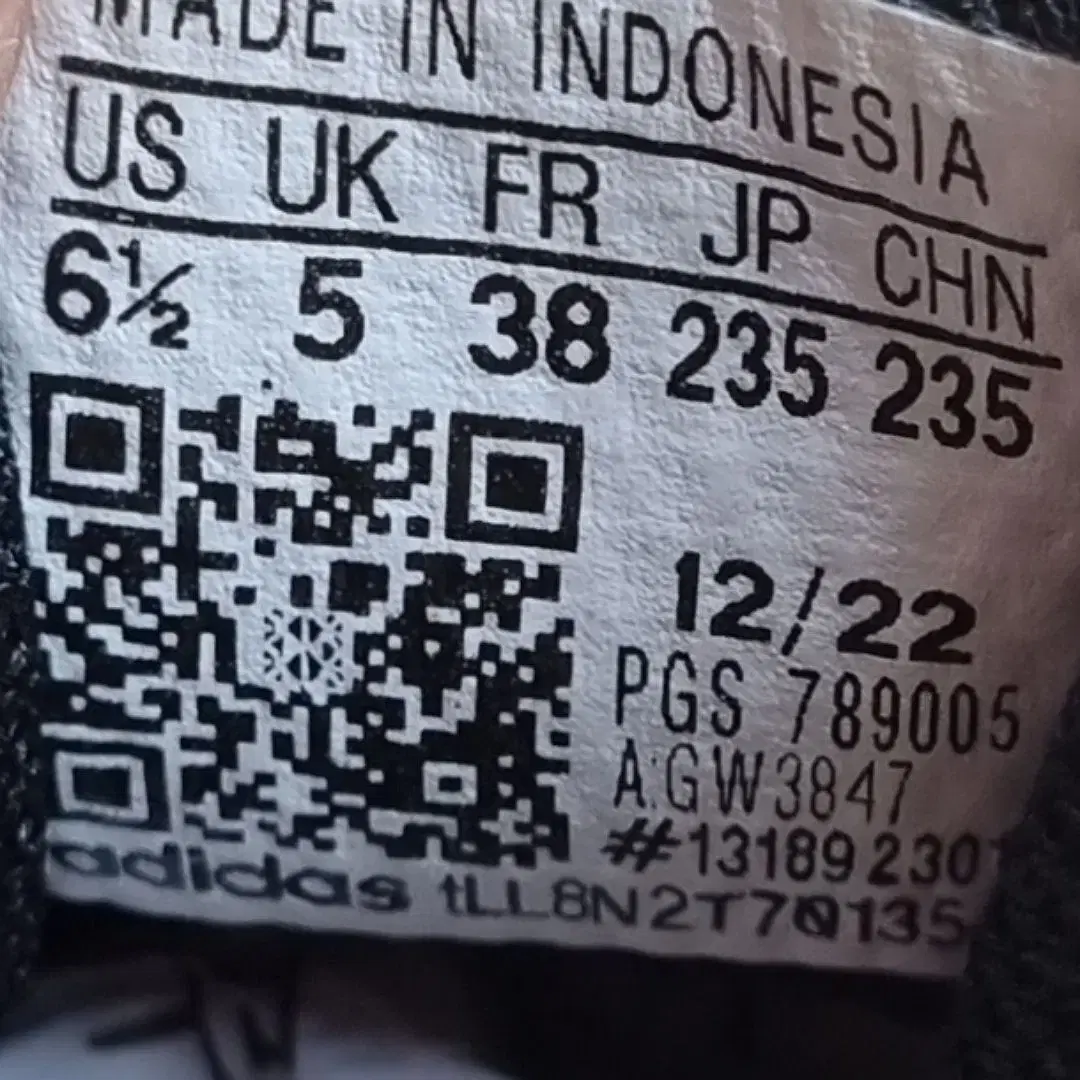 MADE IN INDONESIA
US UK FR JP CHN
6½ 5 38 235 235
12/22
PGS 789005
A:GW3847
#13189230
adidas tLL8N2T70135